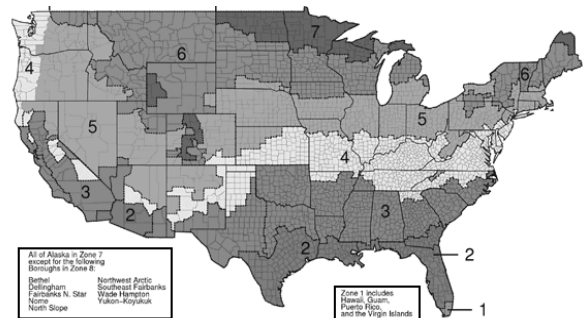 7
6
6
4
5
5
4
3
3
2
2
2
1
All of Alaska in Zone 7
except for the following
Boroughs in Zone 8:
Bethel Northwest Arctic
Dellingham Southeast Fairbanks
Fairbanks N. Star Wade Hampton
Nome Yukon-Koyukuk
North Slope
Zone 1 includes
Hawaii, Guam,
Puerto Rico,
and the Virgin Islands